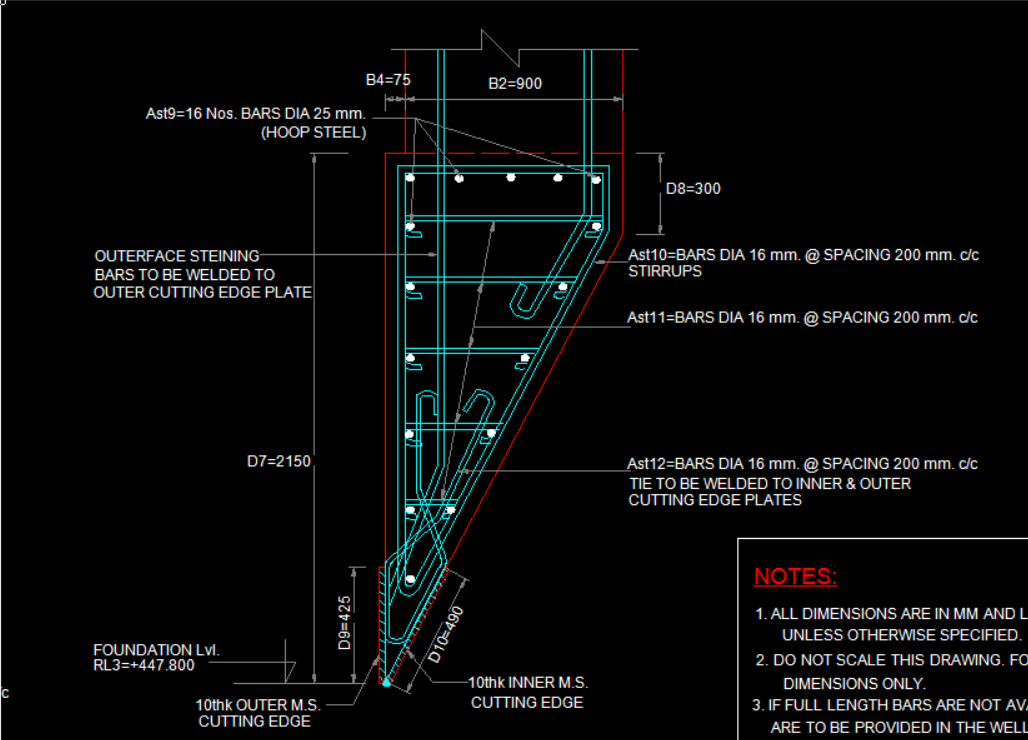 B4=75
B2=900
Ast9=16 Nos. BARS DIA 25 mm.
(HOOP STEEL)
D8=300
OUTERFACE STEINING
BARS TO BE WELDED TO
OUTER CUTTING EDGE PLATE
Ast10=BARS DIA 16 mm. @ SPACING 200 mm. c/c
STIRRUPS
Ast11=BARS DIA 16 mm. @ SPACING 200 mm. c/c
D7=2150
Ast12=BARS DIA 16 mm. @ SPACING 200 mm. c/c
TIE TO BE WELDED TO INNER & OUTER
CUTTING EDGE PLATES
D9=425
D10=490
FOUNDATION Lvl.
RL3=+447.800
c
10thk OUTER M.S.
CUTTING EDGE
10thk INNER M.S.
CUTTING EDGE
NOTES:
1. ALL DIMENSIONS ARE IN MM AND L
UNLESS OTHERWISE SPECIFIED.
2. DO NOT SCALE THIS DRAWING. FO
DIMENSIONS ONLY.
3. IF FULL LENGTH BARS ARE NOT AVA
ARE TO BE PROVIDED IN THE WELL